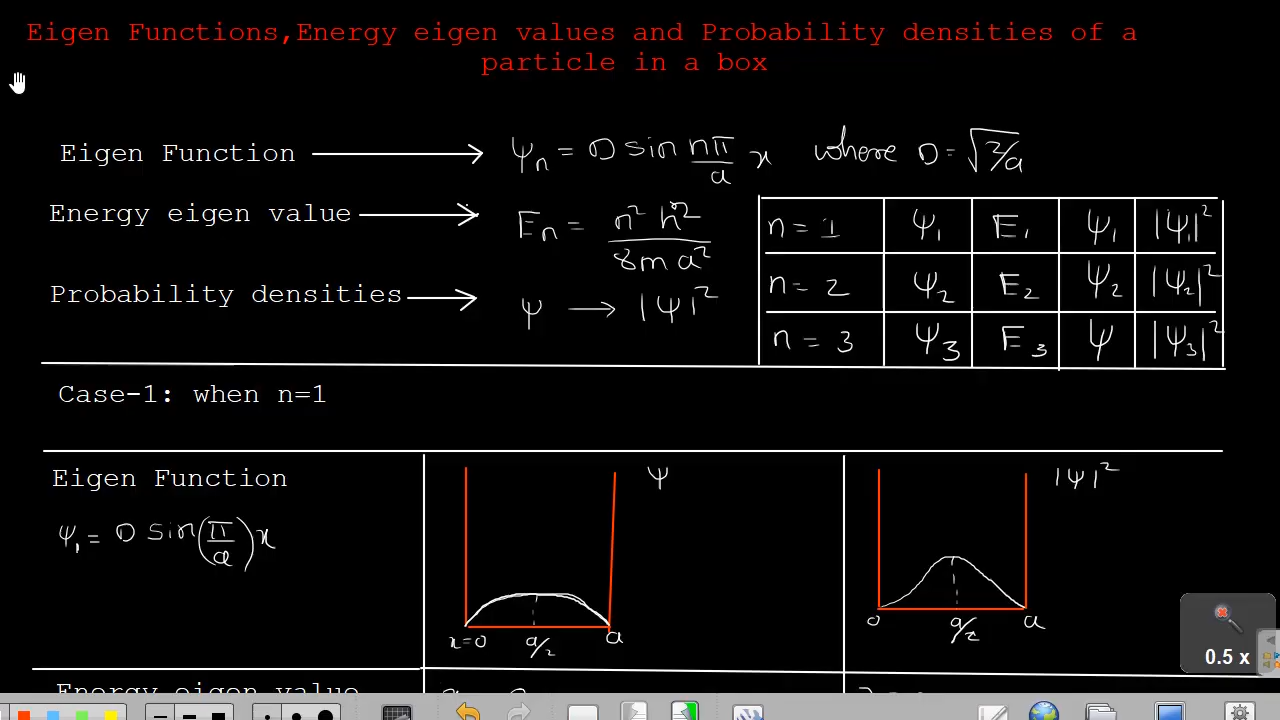 Eigen Functions,Energy eigen values and Probability densities of a
particle in a box
Eigen Function ⟶ ψₙ = D sin nπ/a x where D = √2/a
Energy eigen value ⟶ Eₙ = n² h² / 8ma²
Probability densities ⟶ ψ ⟶ |ψ|²
n = 1 ψ₁ E₁ ψ₁ |ψ₁|²
n = 2 ψ₂ E₂ ψ₂ |ψ₂|²
n = 3 ψ₃ E₃ ψ |ψ₃|²
Case-1: when n=1
Eigen Function
ψ₁ = D sin(π/a)x
ψ
x=0 a/2 a
|ψ|²
0 a/2 a
0.5 x
Energy eigen value